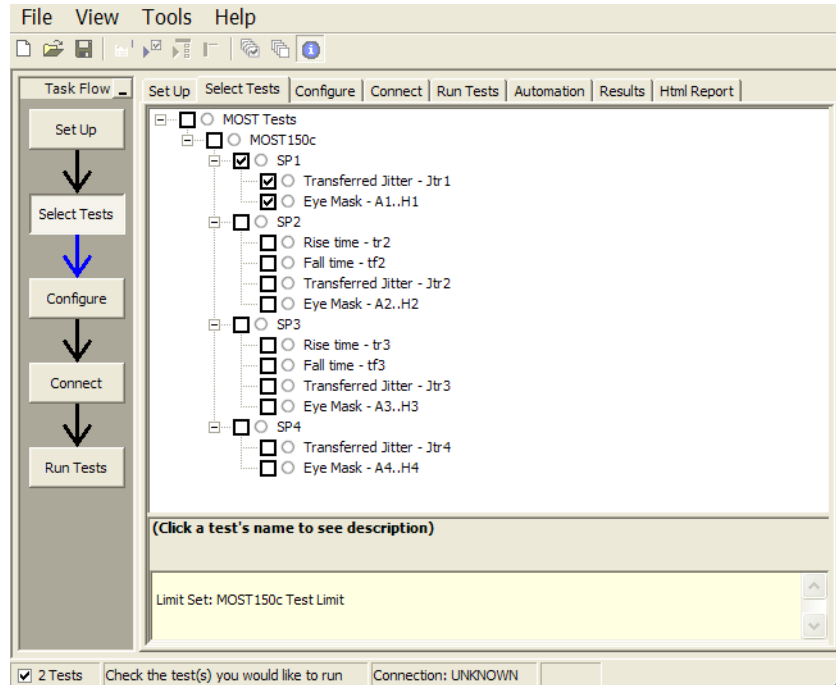 File View Tools Help
Task Flow
Set Up
Select Tests
Configure
Connect
Run Tests
Set Up Select Tests Configure Connect Run Tests Automation Results Html Report
MOST Tests
MOST150c
SP1
Transferred Jitter - Jtr1
Eye Mask - A1..H1
SP2
Rise time - tr2
Fall time - tf2
Transferred Jitter - Jtr2
Eye Mask - A2..H2
SP3
Rise time - tr3
Fall time - tf3
Transferred Jitter - Jtr3
Eye Mask - A3..H3
SP4
Transferred Jitter - Jtr4
Eye Mask - A4..H4
(Click a test's name to see description)
Limit Set: MOST150c Test Limit
2 Tests Check the test(s) you would like to run Connection: UNKNOWN